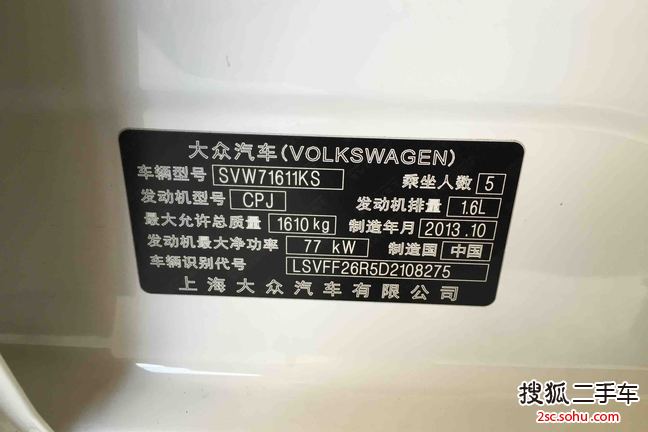 大众汽车(VOLKSWAGEN)
车辆型号 SVW71611KS 乘坐人数 5
发动机型号 CPJ 发动机排量 1.6L
最大允许总质量 1610kg 制造年月 2013.10
发动机最大净功率 77 kW 制造国 中国
车辆识别代号 LSVFF26R5D2108275
上海大众汽车有限公司
搜狐二手车
2sc.sohu.com